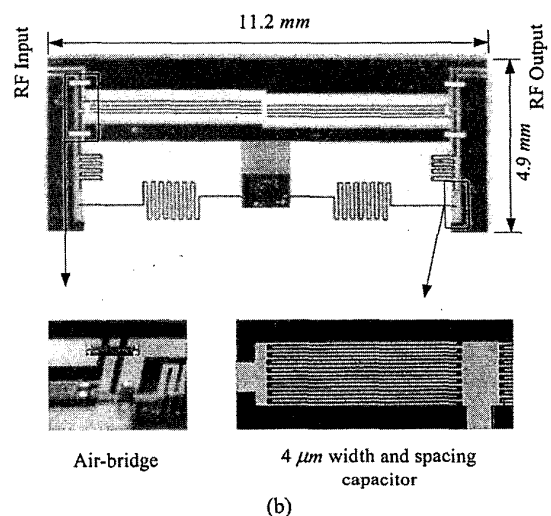 11.2 mm
RF Input
RF Output
4.9 mm
Air-bridge
4 μm width and spacing
capacitor
(b)